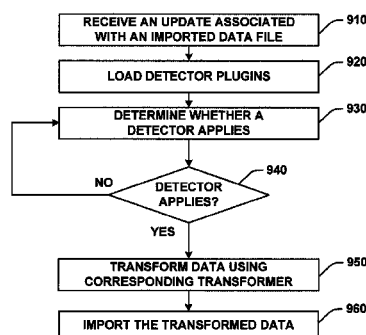 RECEIVE AN UPDATE ASSOCIATED
WITH AN IMPORTED DATA FILE
910
LOAD DETECTOR PLUGINS
920
DETERMINE WHETHER A
DETECTOR APPLIES
930
DETECTOR
APPLIES?
940
NO
YES
TRANSFORM DATA USING
CORRESPONDING TRANSFORMER
950
IMPORT THE TRANSFORMED DATA
960